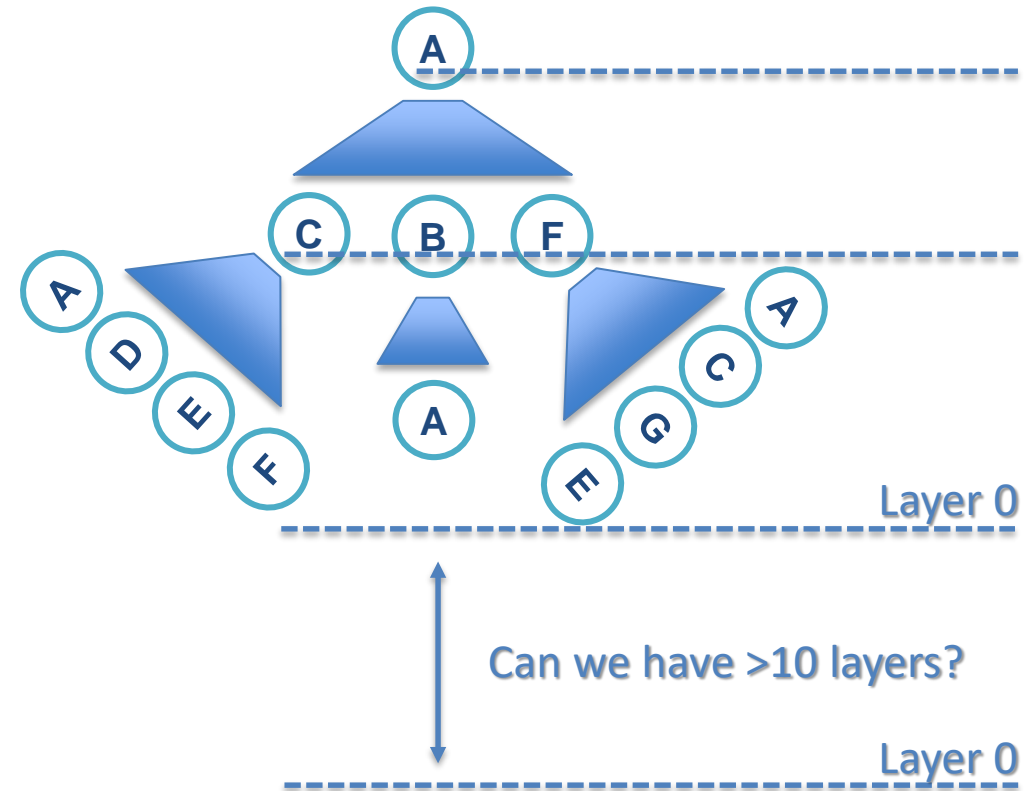 A
C B F
A D E F
A
E G C A
Layer 0
Can we have >10 layers?
Layer 0